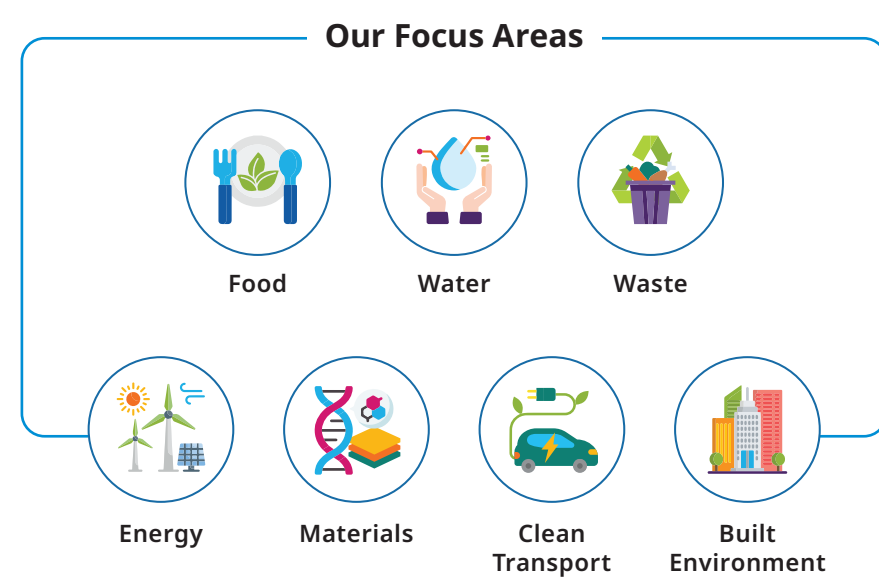 Our Focus Areas
Food
Water
Waste
Energy
Materials
Clean
Transport
Built
Environment